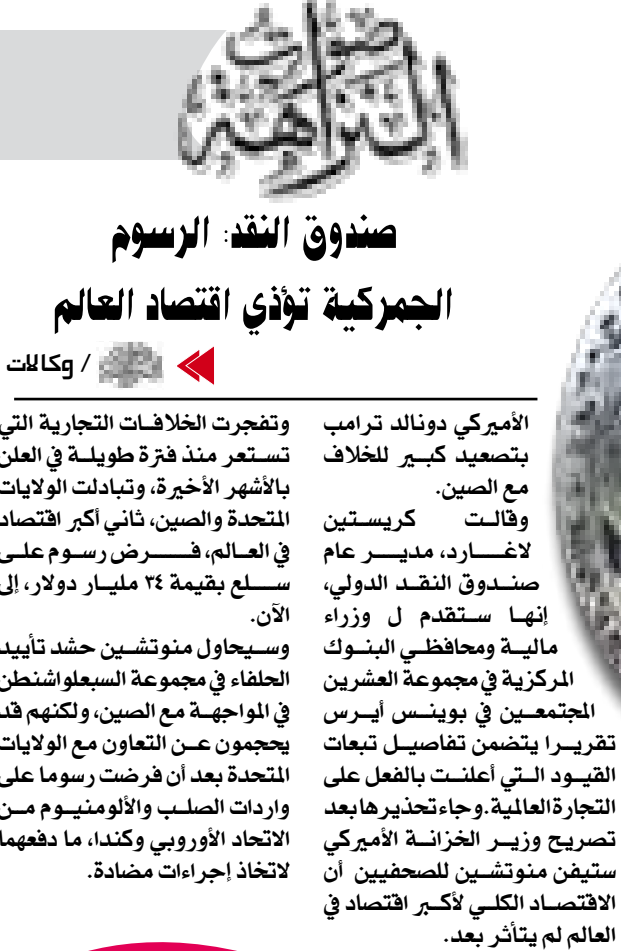 صوت
النزاهة
صندوق النقد: الرسوم
الجمركية تؤذي اقتصاد العالم
/ وكالات
الأميركي دونالد ترامب
بتصعيد كبير للخلاف
مع الصين.
وقالت كريستين
لاغارد، مدير عام
صندوق النقد الدولي،
إنها ستقدم ل وزراء
مالية ومحافظي البنوك
المركزية في مجموعة العشرين
المجتمعين في بوينس أيرس
تقريرا يتضمن تفاصيل تبعات
القيود التي أعلنت بالفعل على
التجارة العالمية. وجاء تحذيرها بعد
تصريح وزير الخزانة الأميركي
ستيفن منوتشين للصحفيين أن
الاقتصاد الكلي لأكبر اقتصاد في
العالم لم يتأثر بعد.
وتفجرت الخلافات التجارية التي
تستعر منذ فترة طويلة في العلن
بالأشهر الأخيرة، وتبادلت الولايات
المتحدة والصين، ثاني أكبر اقتصاد
في العالم، فرض رسوم على
سلع بقيمة ٣٤ مليار دولار، إلى
الآن.
وسيحاول منوتشين حشد تأييد
الحلفاء في مجموعة السبعلواشنطن
في المواجهة مع الصين، ولكنهم قد
يحجمون عن التعاون مع الولايات
المتحدة بعد أن فرضت رسوما على
واردات الصلب والألومنيوم من
الاتحاد الأوروبي وكندا، ما دفعهما
لاتخاذ إجراءات مضادة.